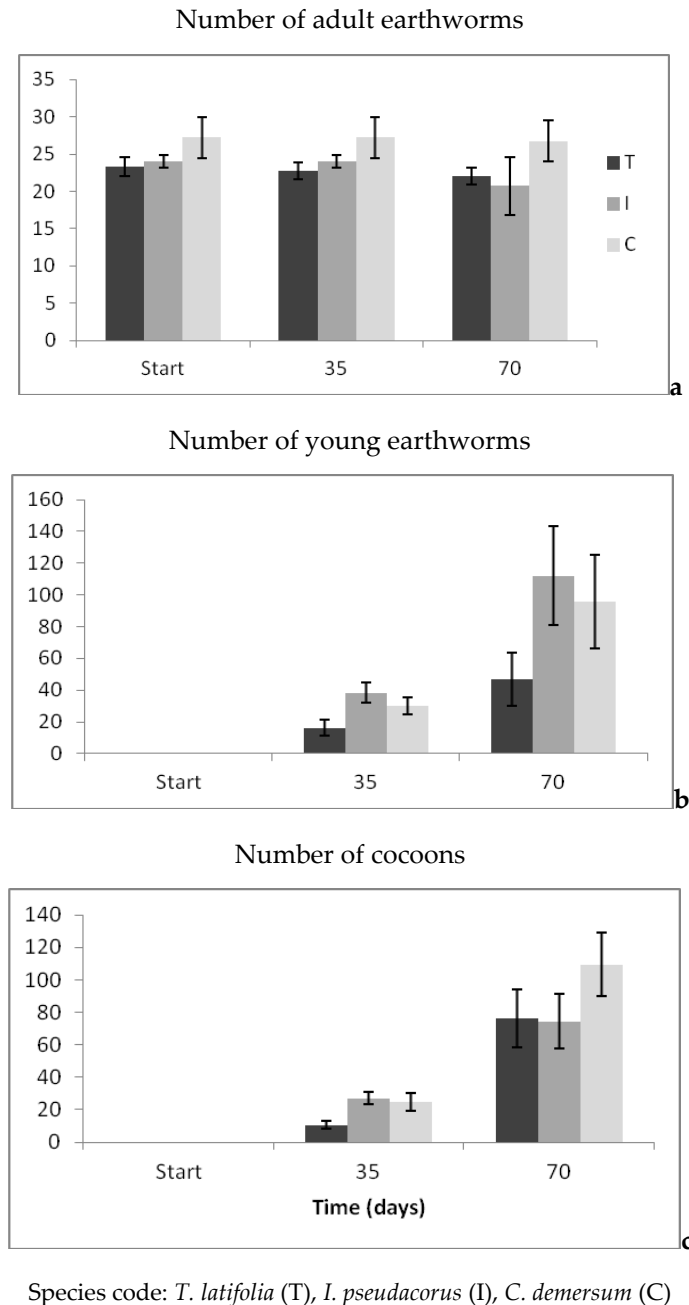 Number of adult earthworms
35
30
25
20
15
10
5
0
T
I
C
Start 35 70
a
Number of young earthworms
160
140
120
100
80
60
40
20
0
Start 35 70
b
Number of cocoons
140
120
100
80
60
40
20
0
Start 35 70
Time (days)
c
Species code: T. latifolia (T), I. pseudacorus (I), C. demersum (C)